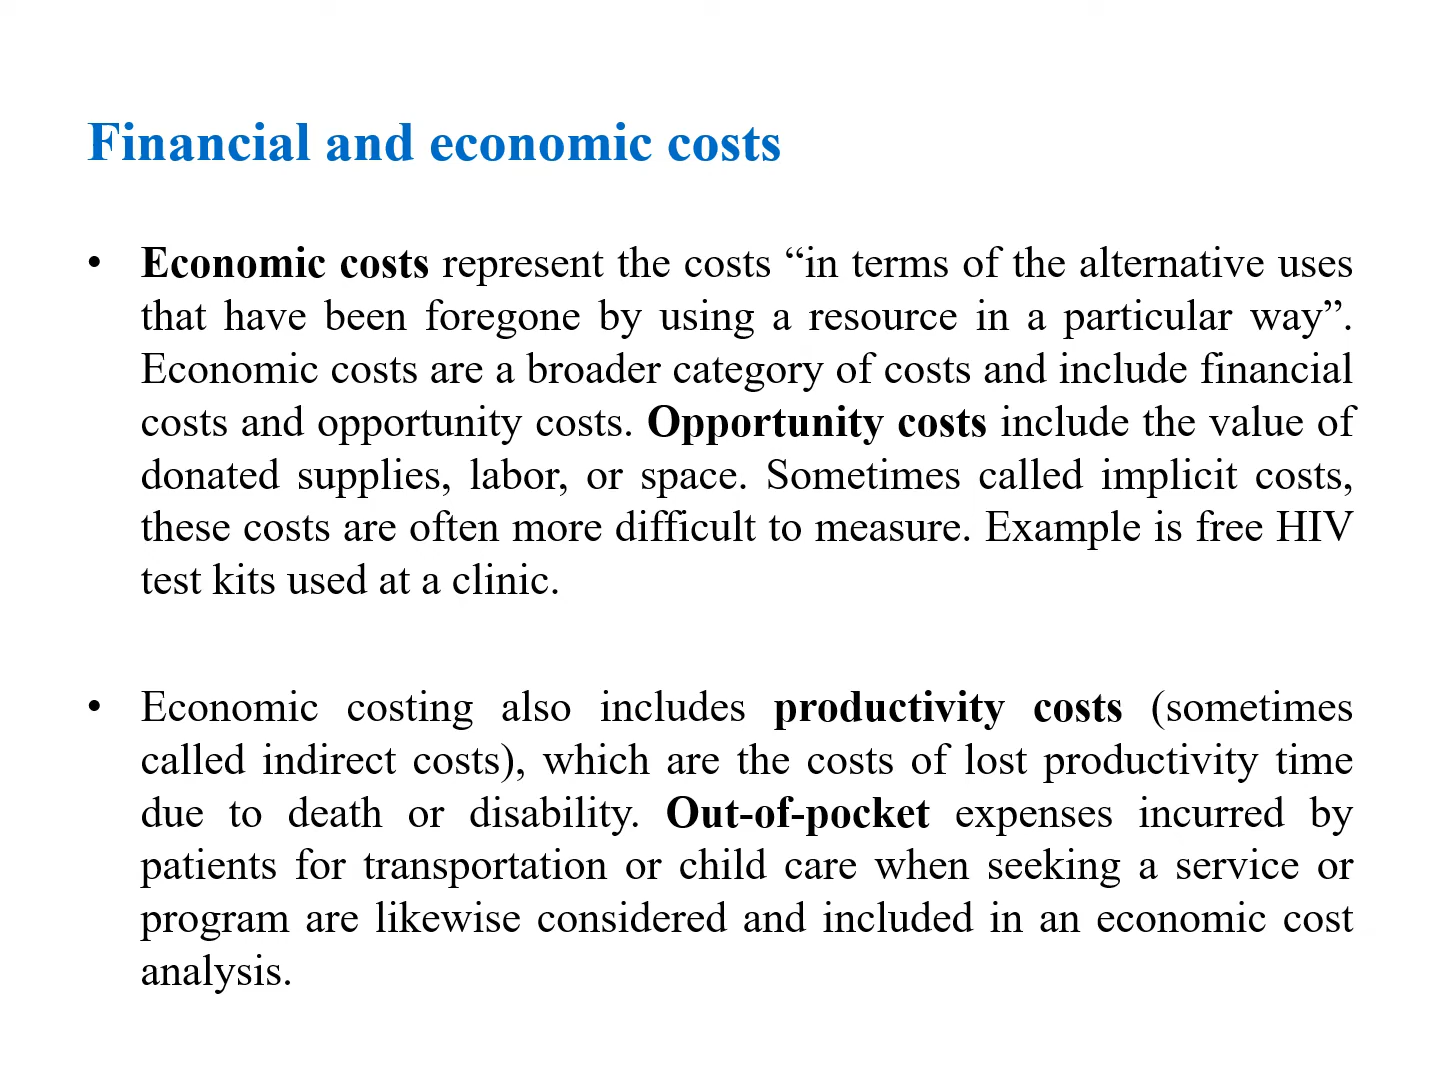 Financial and economic costs
• Economic costs represent the costs “in terms of the alternative uses
that have been foregone by using a resource in a particular way”.
Economic costs are a broader category of costs and include financial
costs and opportunity costs. Opportunity costs include the value of
donated supplies, labor, or space. Sometimes called implicit costs,
these costs are often more difficult to measure. Example is free HIV
test kits used at a clinic.
• Economic costing also includes productivity costs (sometimes
called indirect costs), which are the costs of lost productivity time
due to death or disability. Out-of-pocket expenses incurred by
patients for transportation or child care when seeking a service or
program are likewise considered and included in an economic cost
analysis.